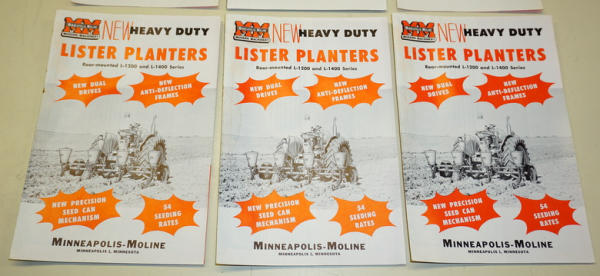 MM NEW HEAVY DUTY
LISTER PLANTERS
Rear-mounted L-1200 and L-1400 Series
NEW DUAL
DRIVES
NEW
ANTI-DEFLECTION
FRAMES
NEW PRECISION
SEED CAN
MECHANISM
54
SEEDING
RATES
MINNEAPOLIS-MOLINE
MINNEAPOLIS 1, MINNESOTA
MM NEW HEAVY DUTY
LISTER PLANTERS
Rear-mounted L-1200 and L-1400 Series
NEW DUAL
DRIVES
NEW
ANTI-DEFLECTION
FRAMES
NEW PRECISION
SEED CAN
MECHANISM
54
SEEDING
RATES
MINNEAPOLIS-MOLINE
MINNEAPOLIS 1, MINNESOTA
MM NEW HEAVY DUTY
LISTER PLANTERS
Rear-mounted L-1200 and L-1400 Series
NEW DUAL
DRIVES
NEW
ANTI-DEFLECTION
FRAMES
NEW PRECISION
SEED CAN
MECHANISM
54
SEEDING
RATES
MINNEAPOLIS-MOLINE
MINNEAPOLIS 1, MINNESOTA